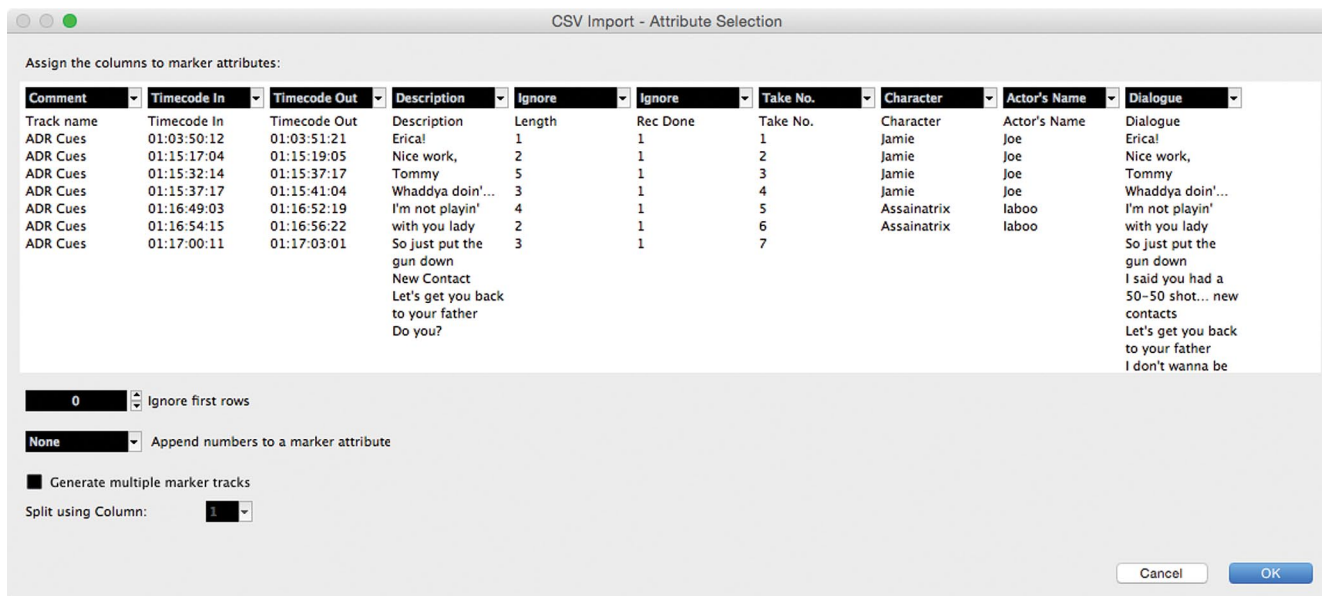 CSV Import - Attribute Selection
Assign the columns to marker attributes:
Comment Timecode In Timecode Out Description Ignore Ignore Take No. Character Actor's Name Dialogue
Track name Timecode In Timecode Out Description Length Rec Done Take No. Character Actor's Name Dialogue
ADR Cues 01:03:50:12 01:03:51:21 Erica! 1 1 1 Jamie Joe Erica!
ADR Cues 01:15:17:04 01:15:19:05 Nice work, 2 1 2 Jamie Joe Nice work,
ADR Cues 01:15:32:14 01:15:37:17 Tommy 5 1 3 Jamie Joe Tommy
ADR Cues 01:15:37:17 01:15:41:04 Whaddya doin'... 3 1 4 Jamie Joe Whaddya doin'...
ADR Cues 01:16:49:03 01:16:52:19 I'm not playin' 4 1 5 Assainatrix laboo I'm not playin'
ADR Cues 01:16:54:15 01:16:56:22 with you lady 2 1 6 Assainatrix laboo with you lady
ADR Cues 01:17:00:11 01:17:03:01 So just put the 3 1 7 So just put the
gun down gun down
New Contact I said you had a
Let's get you back 50-50 shot... new
to your father contacts
Do you? Let's get you back
to your father
I don't wanna be
0 Ignore first rows
None Append numbers to a marker attribute
Generate multiple marker tracks
Split using Column: 1
Cancel OK